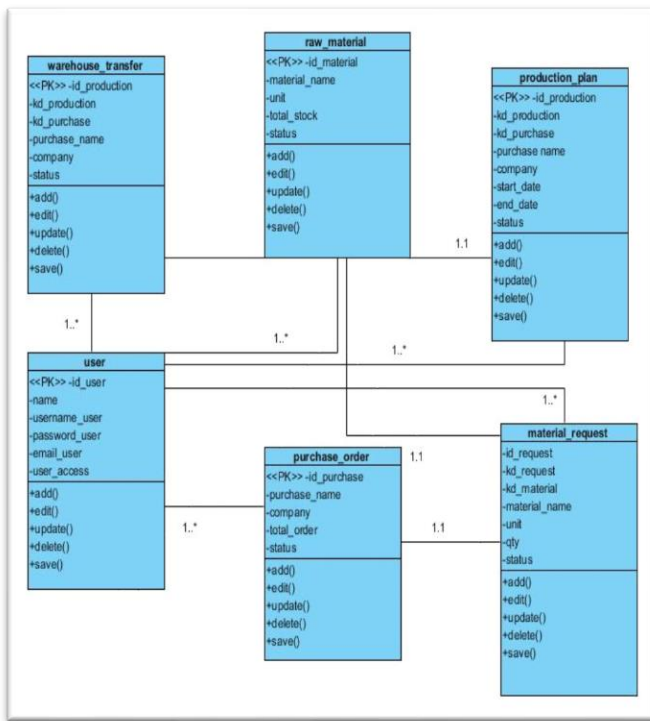 warehouse_transfer
<<PK>> -id_production
-kd_production
-kd_purchase
-purchase_name
-company
-status
+add()
+edit()
+update()
+delete()
+save()
raw_material
<<PK>> -id_material
-material_name
-unit
-total_stock
-status
+add()
+edit()
+update()
+delete()
+save()
production_plan
<<PK>> -id_production
-kd_production
-kd_purchase
-purchase name
-company
-start_date
-end_date
-status
+add()
+edit()
+update()
+delete()
+save()
1.1
1..*
1..*
1..*
user
<<PK>> -id_user
-name
-username_user
-password_user
-email_user
-user_access
+add()
+edit()
+update()
+delete()
+save()
1..*
1..*
purchase_order
<<PK>> -id_purchase
-purchase_name
-company
-total_order
-status
+add()
+edit()
+update()
+delete()
+save()
1.1
1.1
material_request
-id_request
-kd_request
-kd_material
-material_name
-unit
-qty
-status
+add()
+edit()
+update()
+delete()
+save()